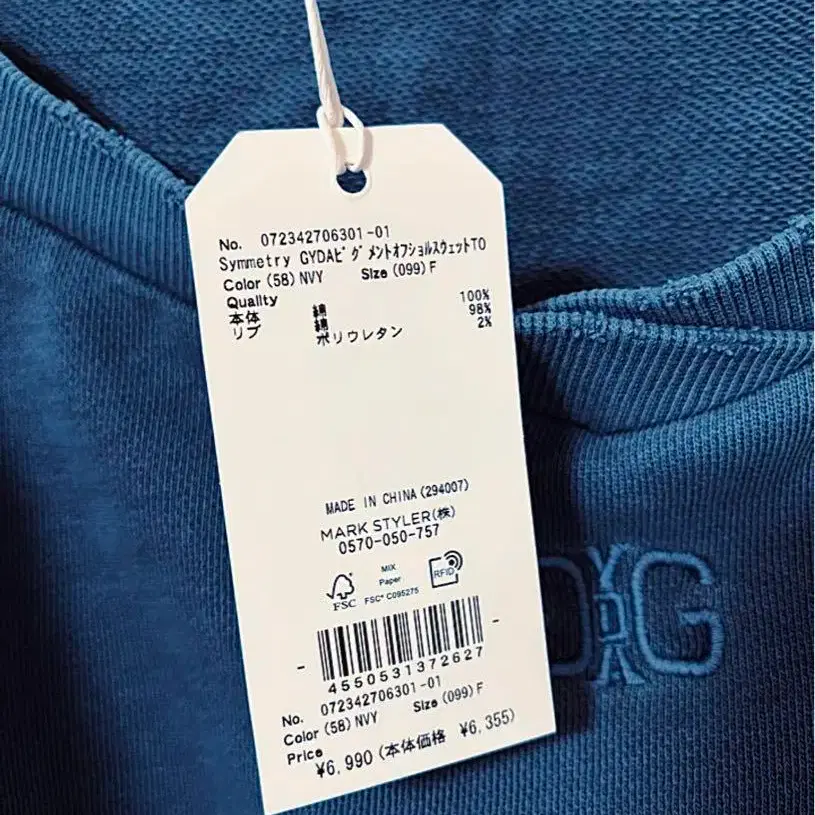 No. 072342706301-01
Symmetry GYDAﾋﾟｸﾞﾒﾝﾄｵﾌｼｮﾙｽｳｪｯﾄTO
Color (58) NVY Size (099) F
Quality
本体 綿 100%
リブ 綿 98%
ポリウレタン 2%
MADE IN CHINA (294007)
MARK STYLER(株)
0570-050-757
FSC
MIX
Paper
FSC® C095275
RFID
4550531372627
No. 072342706301-01
Color (58) NVY Size (099) F
Price
¥6,990 (本体価格 ¥6,355)
G